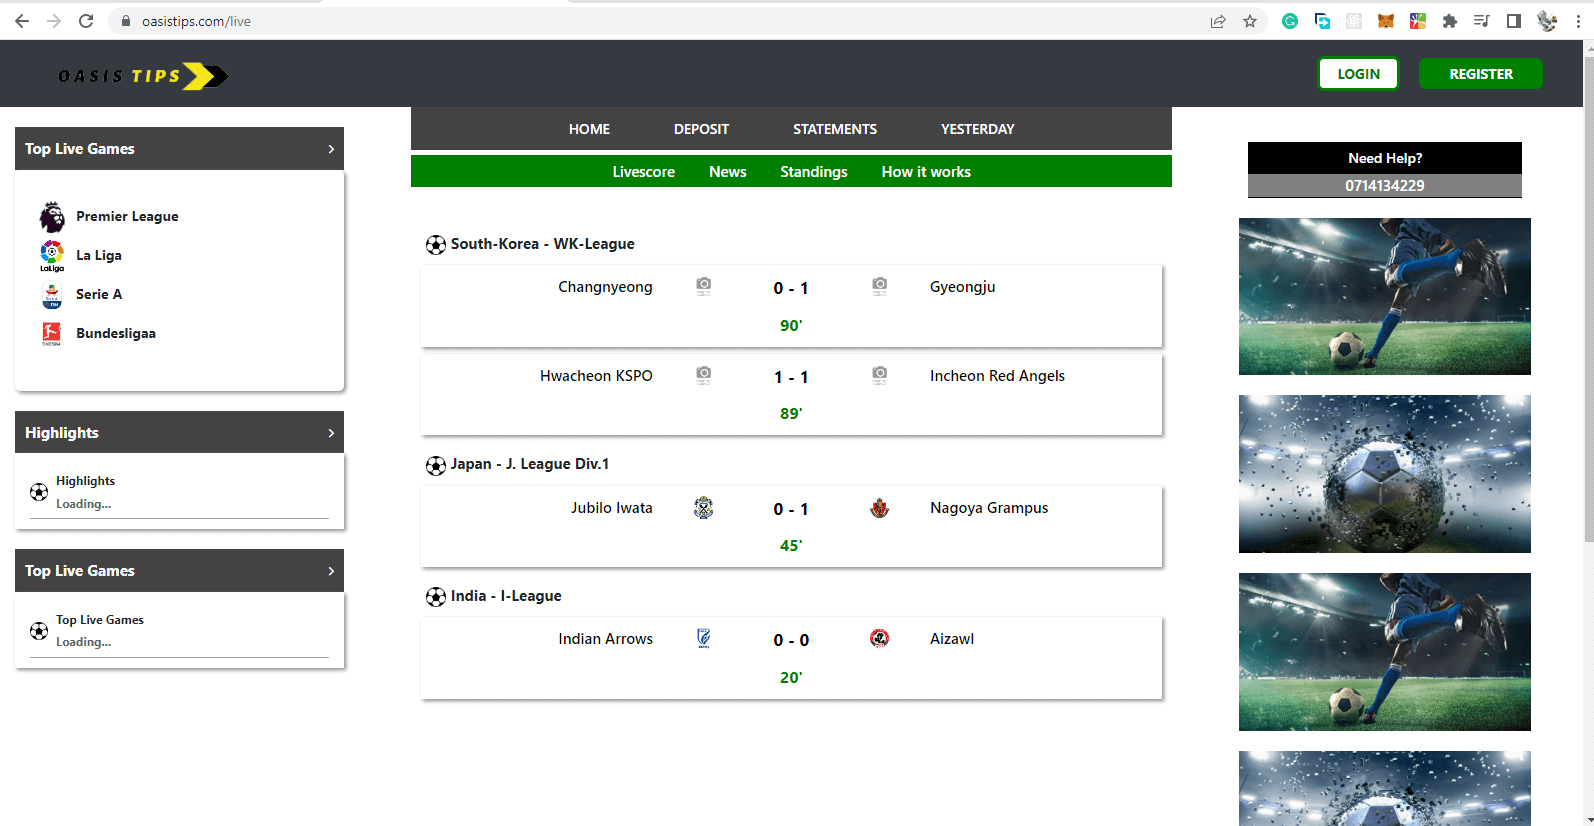 oasistips.com/live
OASIS TIPS
LOGIN
REGISTER
HOME DEPOSIT STATEMENTS YESTERDAY
Livescore News Standings How it works
Top Live Games
Premier League
La Liga
LaLiga
Serie A
Bundesligaa
Highlights
Highlights
Loading...
Top Live Games
Top Live Games
Loading...
South-Korea - WK-League
Changnyeong 0 - 1 Gyeongju
90'
Hwacheon KSPO 1 - 1 Incheon Red Angels
89'
Japan - J. League Div.1
Jubilo Iwata 0 - 1 Nagoya Grampus
45'
India - I-League
Indian Arrows 0 - 0 Aizawl
20'
Need Help?
0714134229